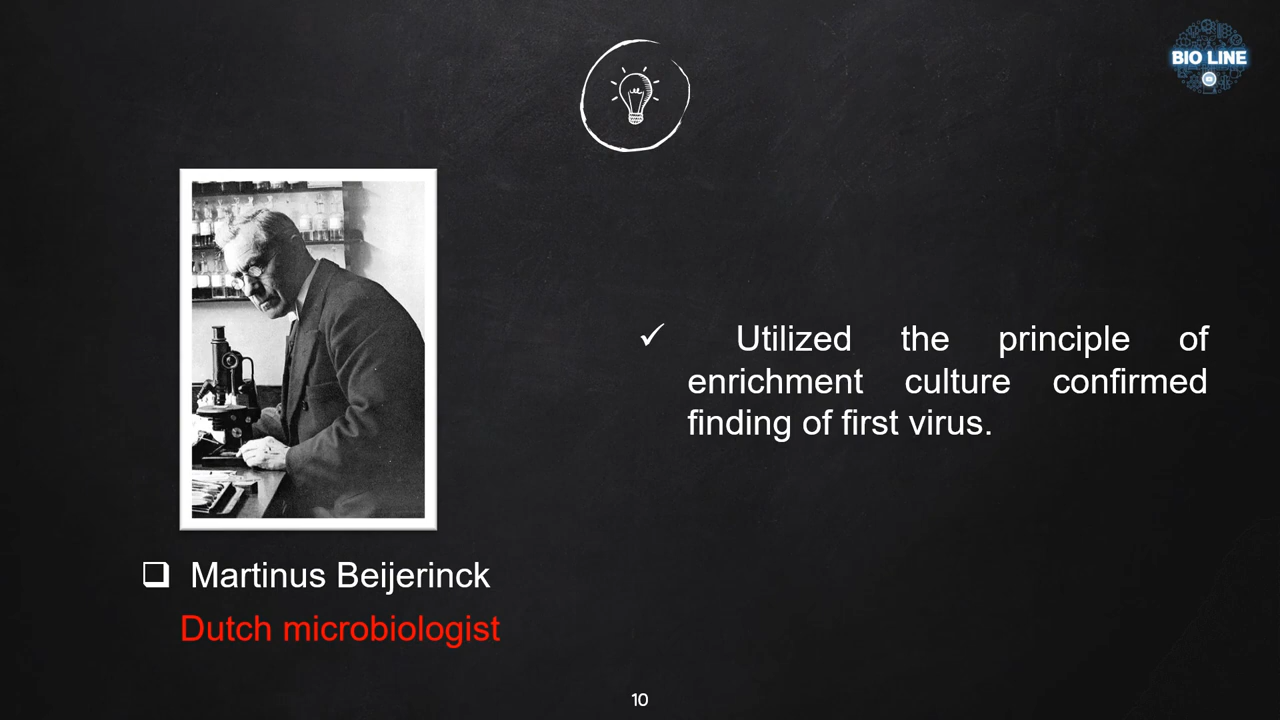 BIO LINE
✓ Utilized the principle of
enrichment culture confirmed
finding of first virus.
❑ Martinus Beijerinck
Dutch microbiologist
10